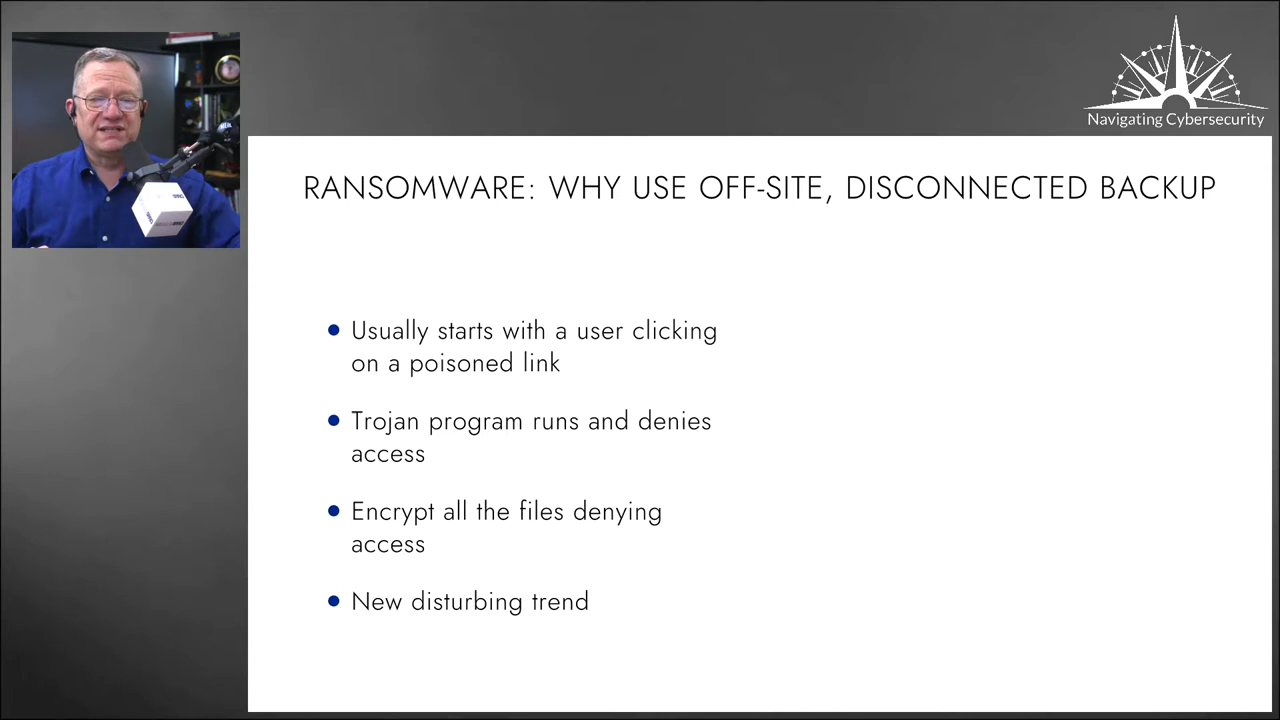 Navigating Cybersecurity
RANSOMWARE: WHY USE OFF-SITE, DISCONNECTED BACKUP
Usually starts with a user clicking
on a poisoned link
Trojan program runs and denies
access
Encrypt all the files denying
access
New disturbing trend